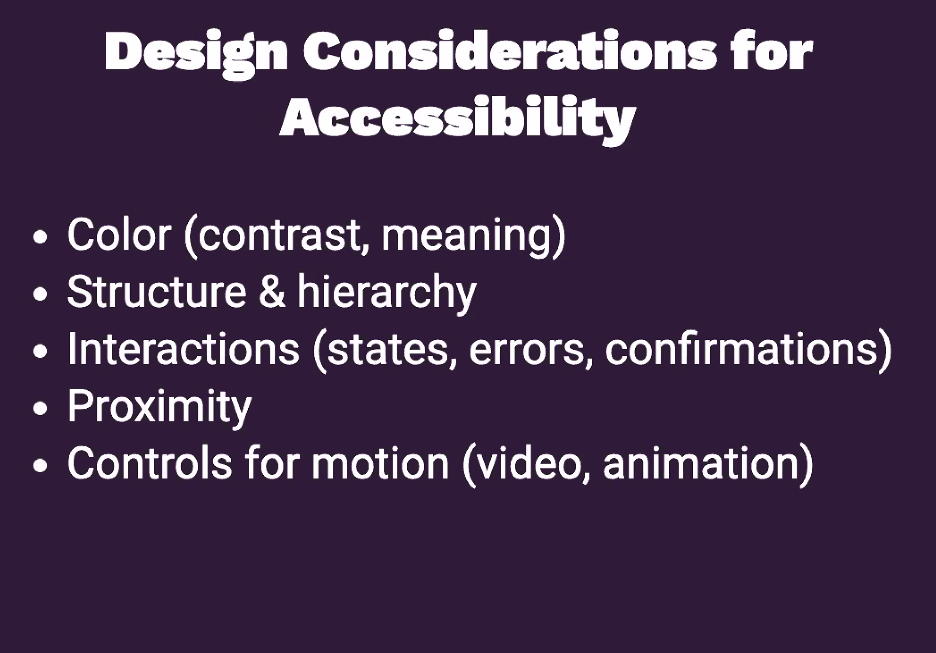 Design Considerations for
Accessibility
• Color (contrast, meaning)
• Structure & hierarchy
• Interactions (states, errors, confirmations)
• Proximity
• Controls for motion (video, animation)